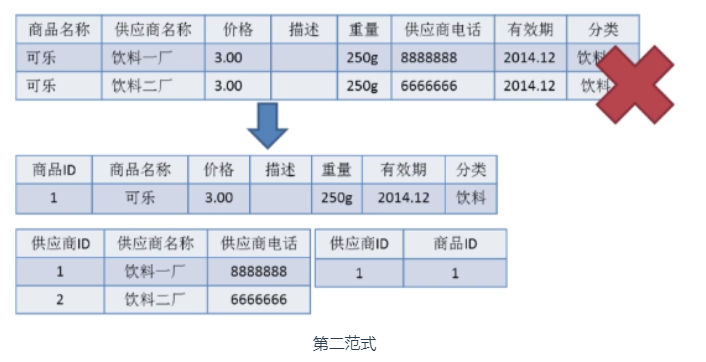 商品名称 供应商名称 价格 描述 重量 供应商电话 有效期 分类
可乐 饮料一厂 3.00 250g 8888888 2014.12 饮料
可乐 饮料二厂 3.00 250g 6666666 2014.12 饮料
商品ID 商品名称 价格 描述 重量 有效期 分类
1 可乐 3.00 250g 2014.12 饮料
供应商ID 供应商名称 供应商电话
1 饮料一厂 8888888
2 饮料二厂 6666666
供应商ID 商品ID
1 1
第二范式